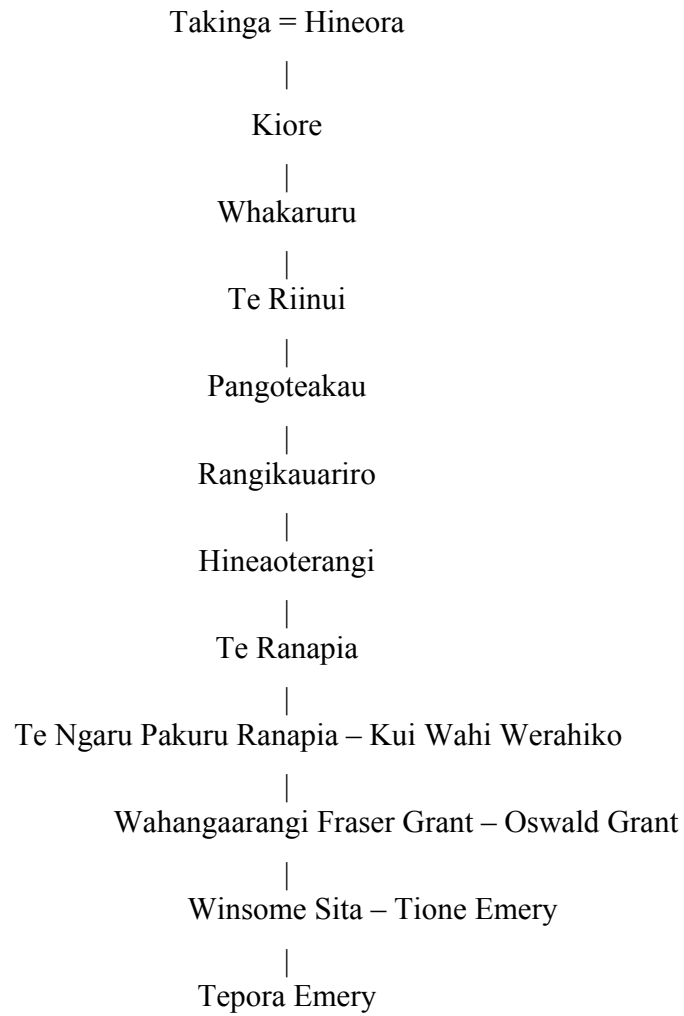 Takinga = Hineora
|
Kiore
|
Whakaruru
|
Te Riinui
|
Pangoteakau
|
Rangikauariro
|
Hineaoterangi
|
Te Ranapia
|
Te Ngaru Pakuru Ranapia – Kui Wahi Werahiko
|
Wahangaarangi Fraser Grant – Oswald Grant
|
Winsome Sita – Tione Emery
|
Tepora Emery